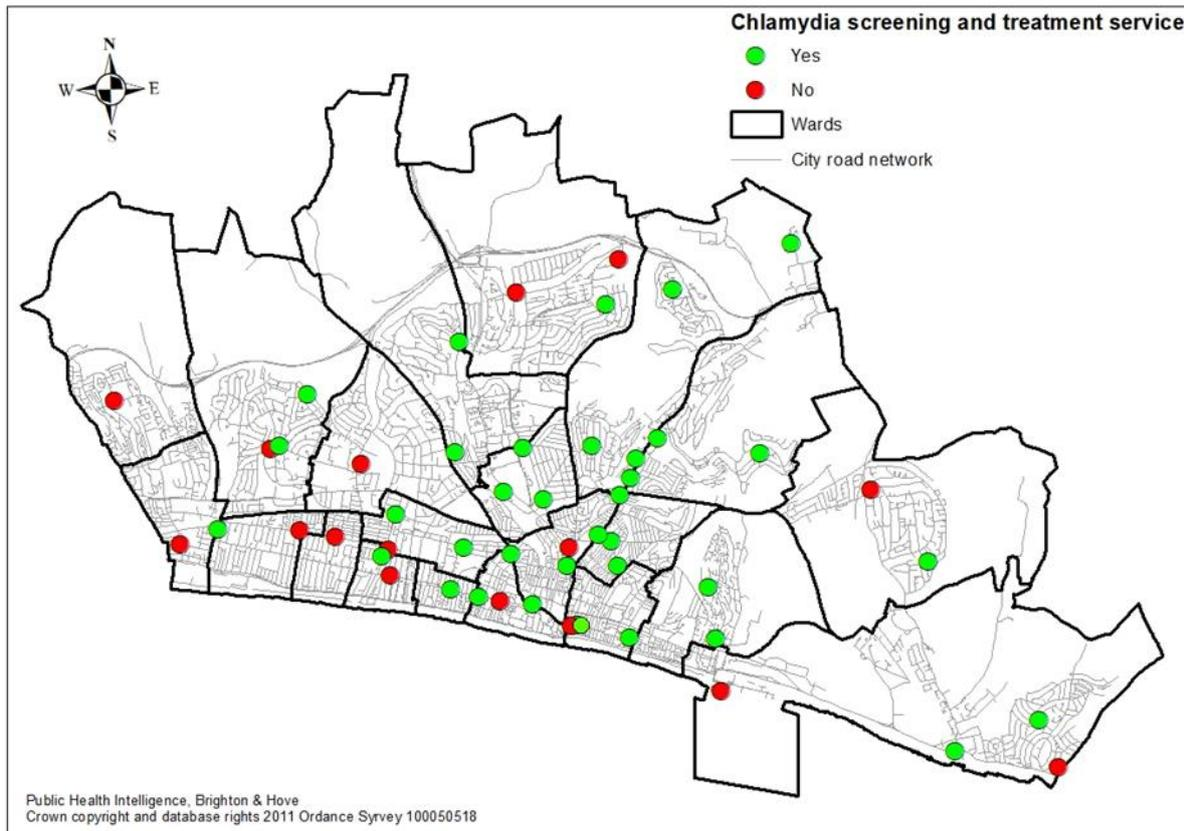 Chlamydia screening and treatment service
Yes
No
Wards
City road network
N
W E
S
Public Health Intelligence, Brighton & Hove
Crown copyright and database rights 2011 Ordance Syrvey 100050518